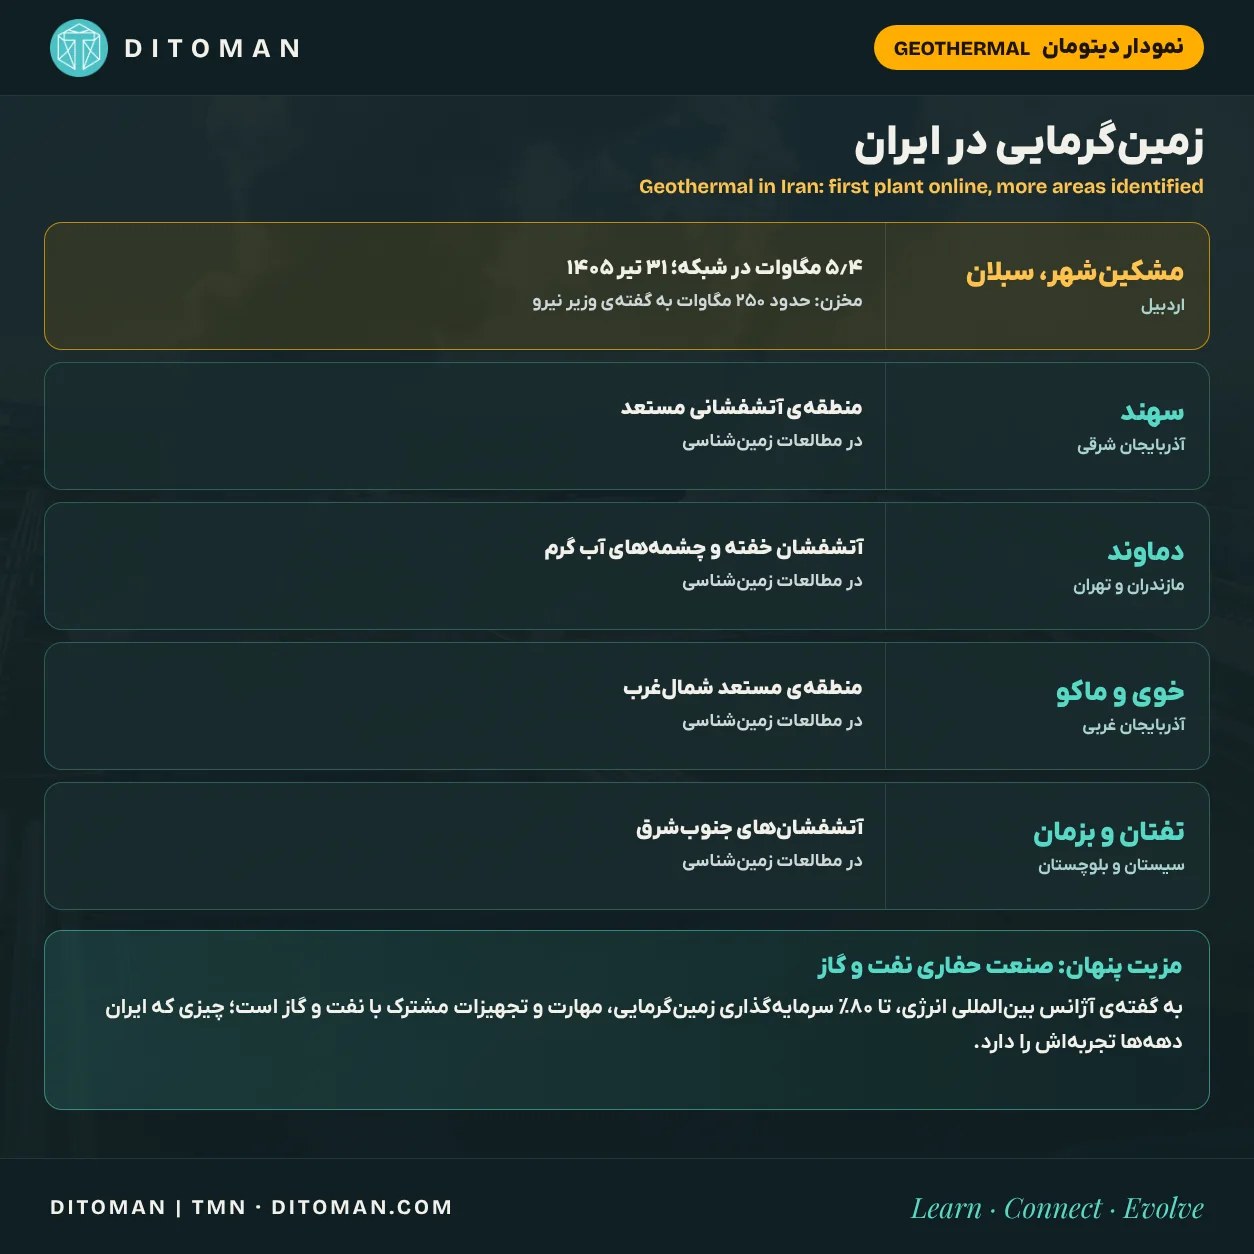 DITOMAN
نمودار دیتومان GEOTHERMAL
زمین‌گرمایی در ایران
Geothermal in Iran: first plant online, more areas identified
مشکین‌شهر، سبلان
اردبیل
۵٫۴ مگاوات در شبکه؛ ۳۱ تیر ۱۴۰۵
مخزن: حدود ۲۵۰ مگاوات به گفته‌ی وزیر نیرو
سهند
آذربایجان شرقی
منطقه‌ی آتشفشانی مستعد
در مطالعات زمین‌شناسی
دماوند
مازندران و تهران
آتشفشان خفته و چشمه‌های آب گرم
در مطالعات زمین‌شناسی
خوی و ماکو
آذربایجان غربی
منطقه‌ی مستعد شمال‌غرب
در مطالعات زمین‌شناسی
تفتان و بزمان
سیستان و بلوچستان
آتشفشان‌های جنوب‌شرق
در مطالعات زمین‌شناسی
مزیت پنهان: صنعت حفاری نفت و گاز
به گفته‌ی آژانس بین‌المللی انرژی، تا ۸۰٪ سرمایه‌گذاری زمین‌گرمایی، مهارت و تجهیزات مشترک با نفت و گاز است؛ چیزی که ایران
دهه‌ها تجربه‌اش را دارد.
DITOMAN | TMN · DITOMAN.COM
Learn · Connect · Evolve